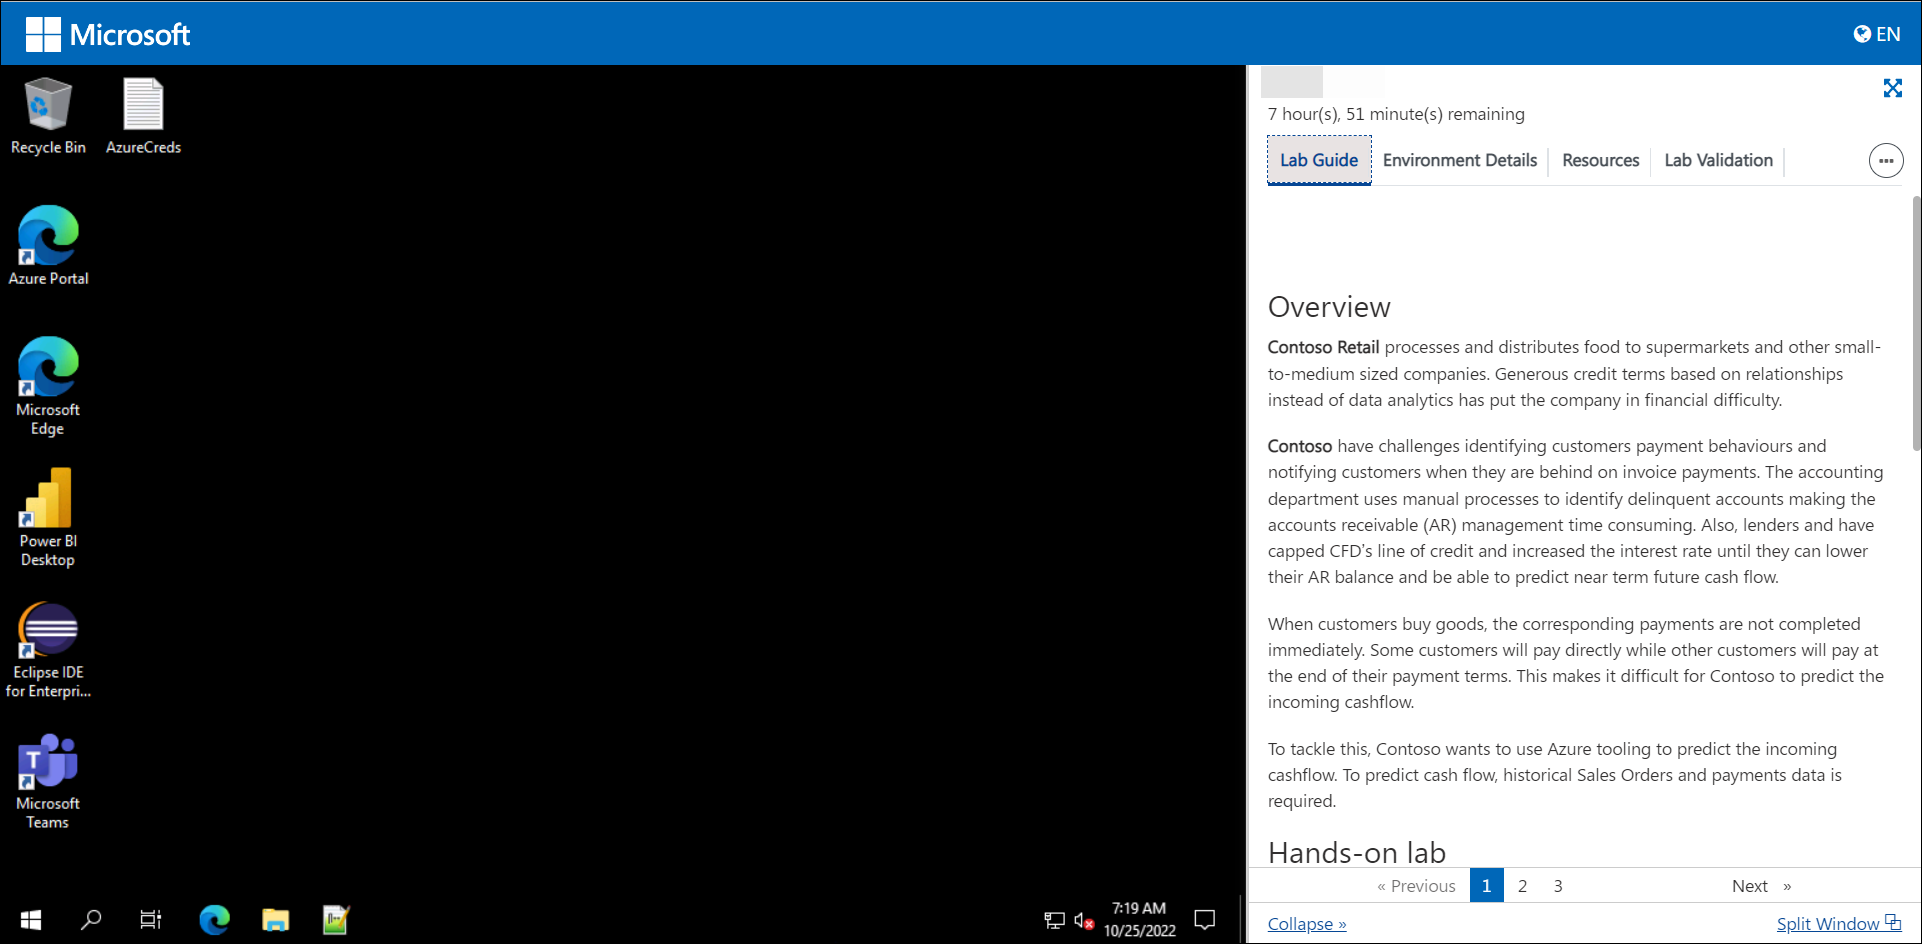 Microsoft
EN
Recycle Bin
AzureCreds
Azure Portal
Microsoft
Edge
Power BI
Desktop
Eclipse IDE
for Enterpri...
T
Microsoft
Teams
7:19 AM
10/25/2022
7 hour(s), 51 minute(s) remaining
Lab Guide
Environment Details
Resources
Lab Validation
Overview
Contoso Retail processes and distributes food to supermarkets and other small-
to-medium sized companies. Generous credit terms based on relationships
instead of data analytics has put the company in financial difficulty.
Contoso have challenges identifying customers payment behaviours and
notifying customers when they are behind on invoice payments. The accounting
department uses manual processes to identify delinquent accounts making the
accounts receivable (AR) management time consuming. Also, lenders and have
capped CFD's line of credit and increased the interest rate until they can lower
their AR balance and be able to predict near term future cash flow.
When customers buy goods, the corresponding payments are not completed
immediately. Some customers will pay directly while other customers will pay at
the end of their payment terms. This makes it difficult for Contoso to predict the
incoming cashflow.
To tackle this, Contoso wants to use Azure tooling to predict the incoming
cashflow. To predict cash flow, historical Sales Orders and payments data is
required.
Hands-on lab
« Previous 1 2 3 Next »
Collapse »
Split Window